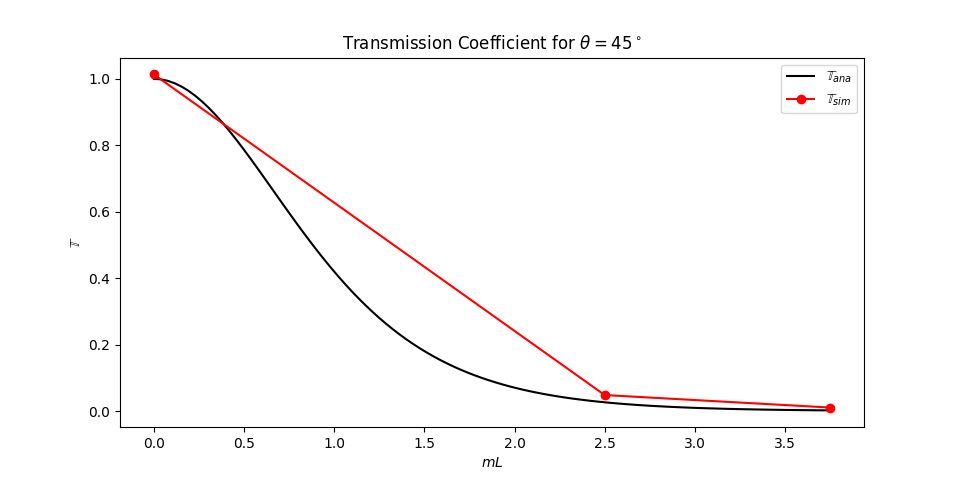 Transmission Coefficient for θ = 45°
𝕋ana
𝕋sim
1.0
0.8
0.6
0.4
0.2
0.0
𝕋
0.0 0.5 1.0 1.5 2.0 2.5 3.0 3.5
mL